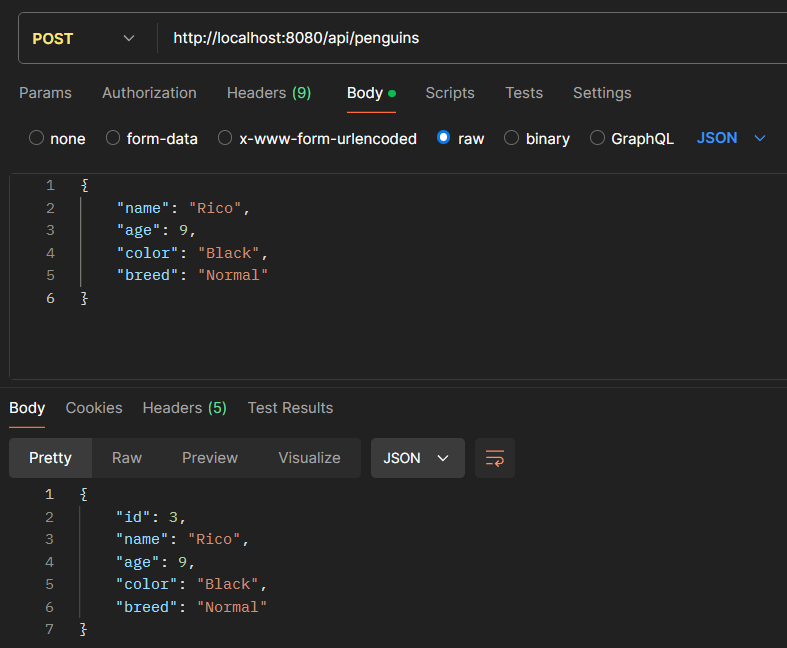 POST http://localhost:8080/api/penguins
Params Authorization Headers (9) Body Scripts Tests Settings
none form-data x-www-form-urlencoded raw binary GraphQL JSON
1 {
2 "name": "Rico",
3 "age": 9,
4 "color": "Black",
5 "breed": "Normal"
6 }
Body Cookies Headers (5) Test Results
Pretty Raw Preview Visualize JSON
1 {
2 "id": 3,
3 "name": "Rico",
4 "age": 9,
5 "color": "Black",
6 "breed": "Normal"
7 }